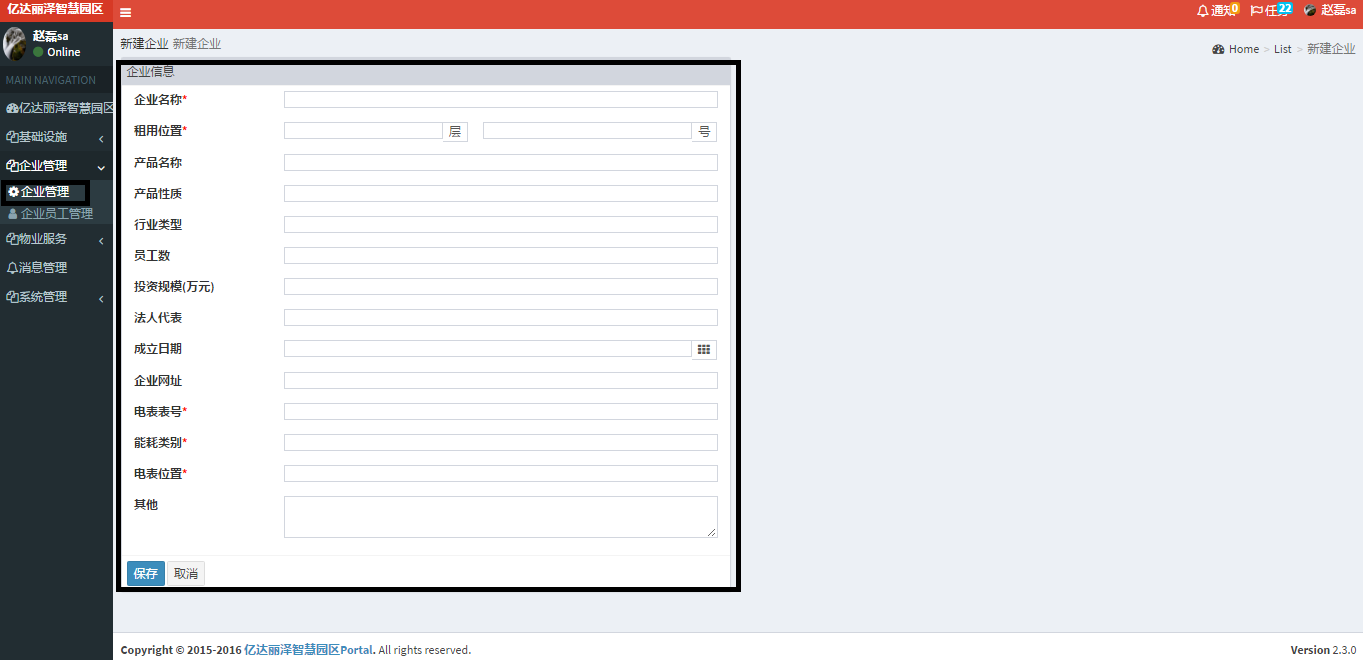 亿达丽泽智慧园区
通知0
任务22
赵磊sa
赵磊sa
Online
MAIN NAVIGATION
亿达丽泽智慧园区
基础设施
企业管理
企业管理
企业员工管理
物业服务
消息管理
系统管理
新建企业 新建企业
Home > List > 新建企业
企业信息
企业名称*
租用位置* 层 号
产品名称
产品性质
行业类型
员工数
投资规模(万元)
法人代表
成立日期
企业网址
电表表号*
能耗类别*
电表位置*
其他
保存 取消
Copyright © 2015-2016 亿达丽泽智慧园区Portal. All rights reserved.
Version 2.3.0